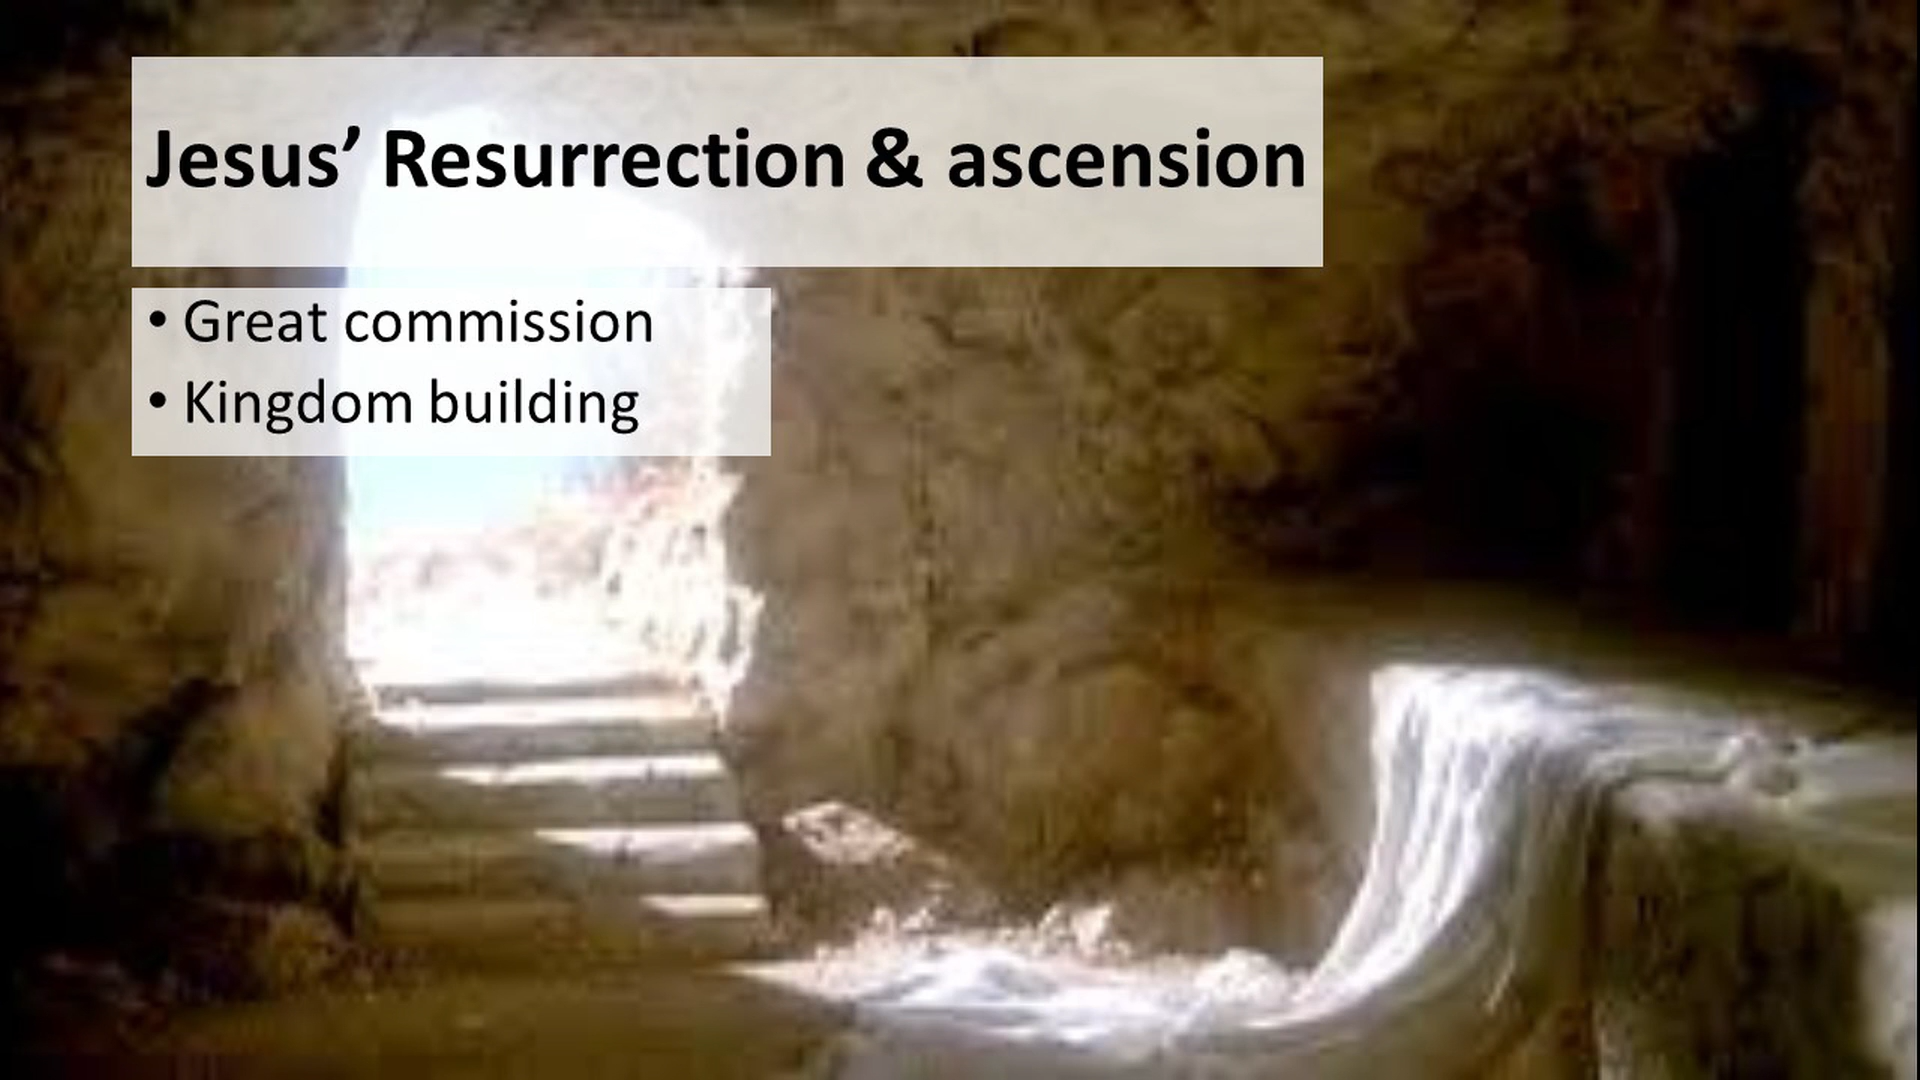 Jesus’ Resurrection & ascension
• Great commission
• Kingdom building